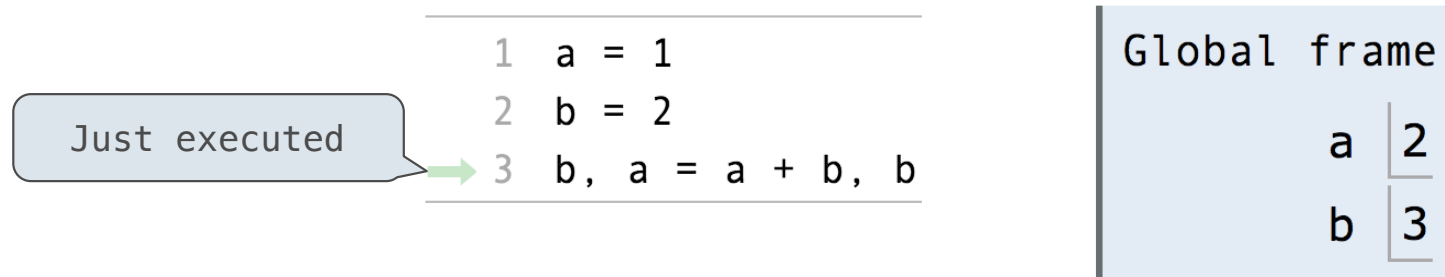 Just executed
1 a = 1
2 b = 2
3 b, a = a + b, b
Global frame
a 2
b 3